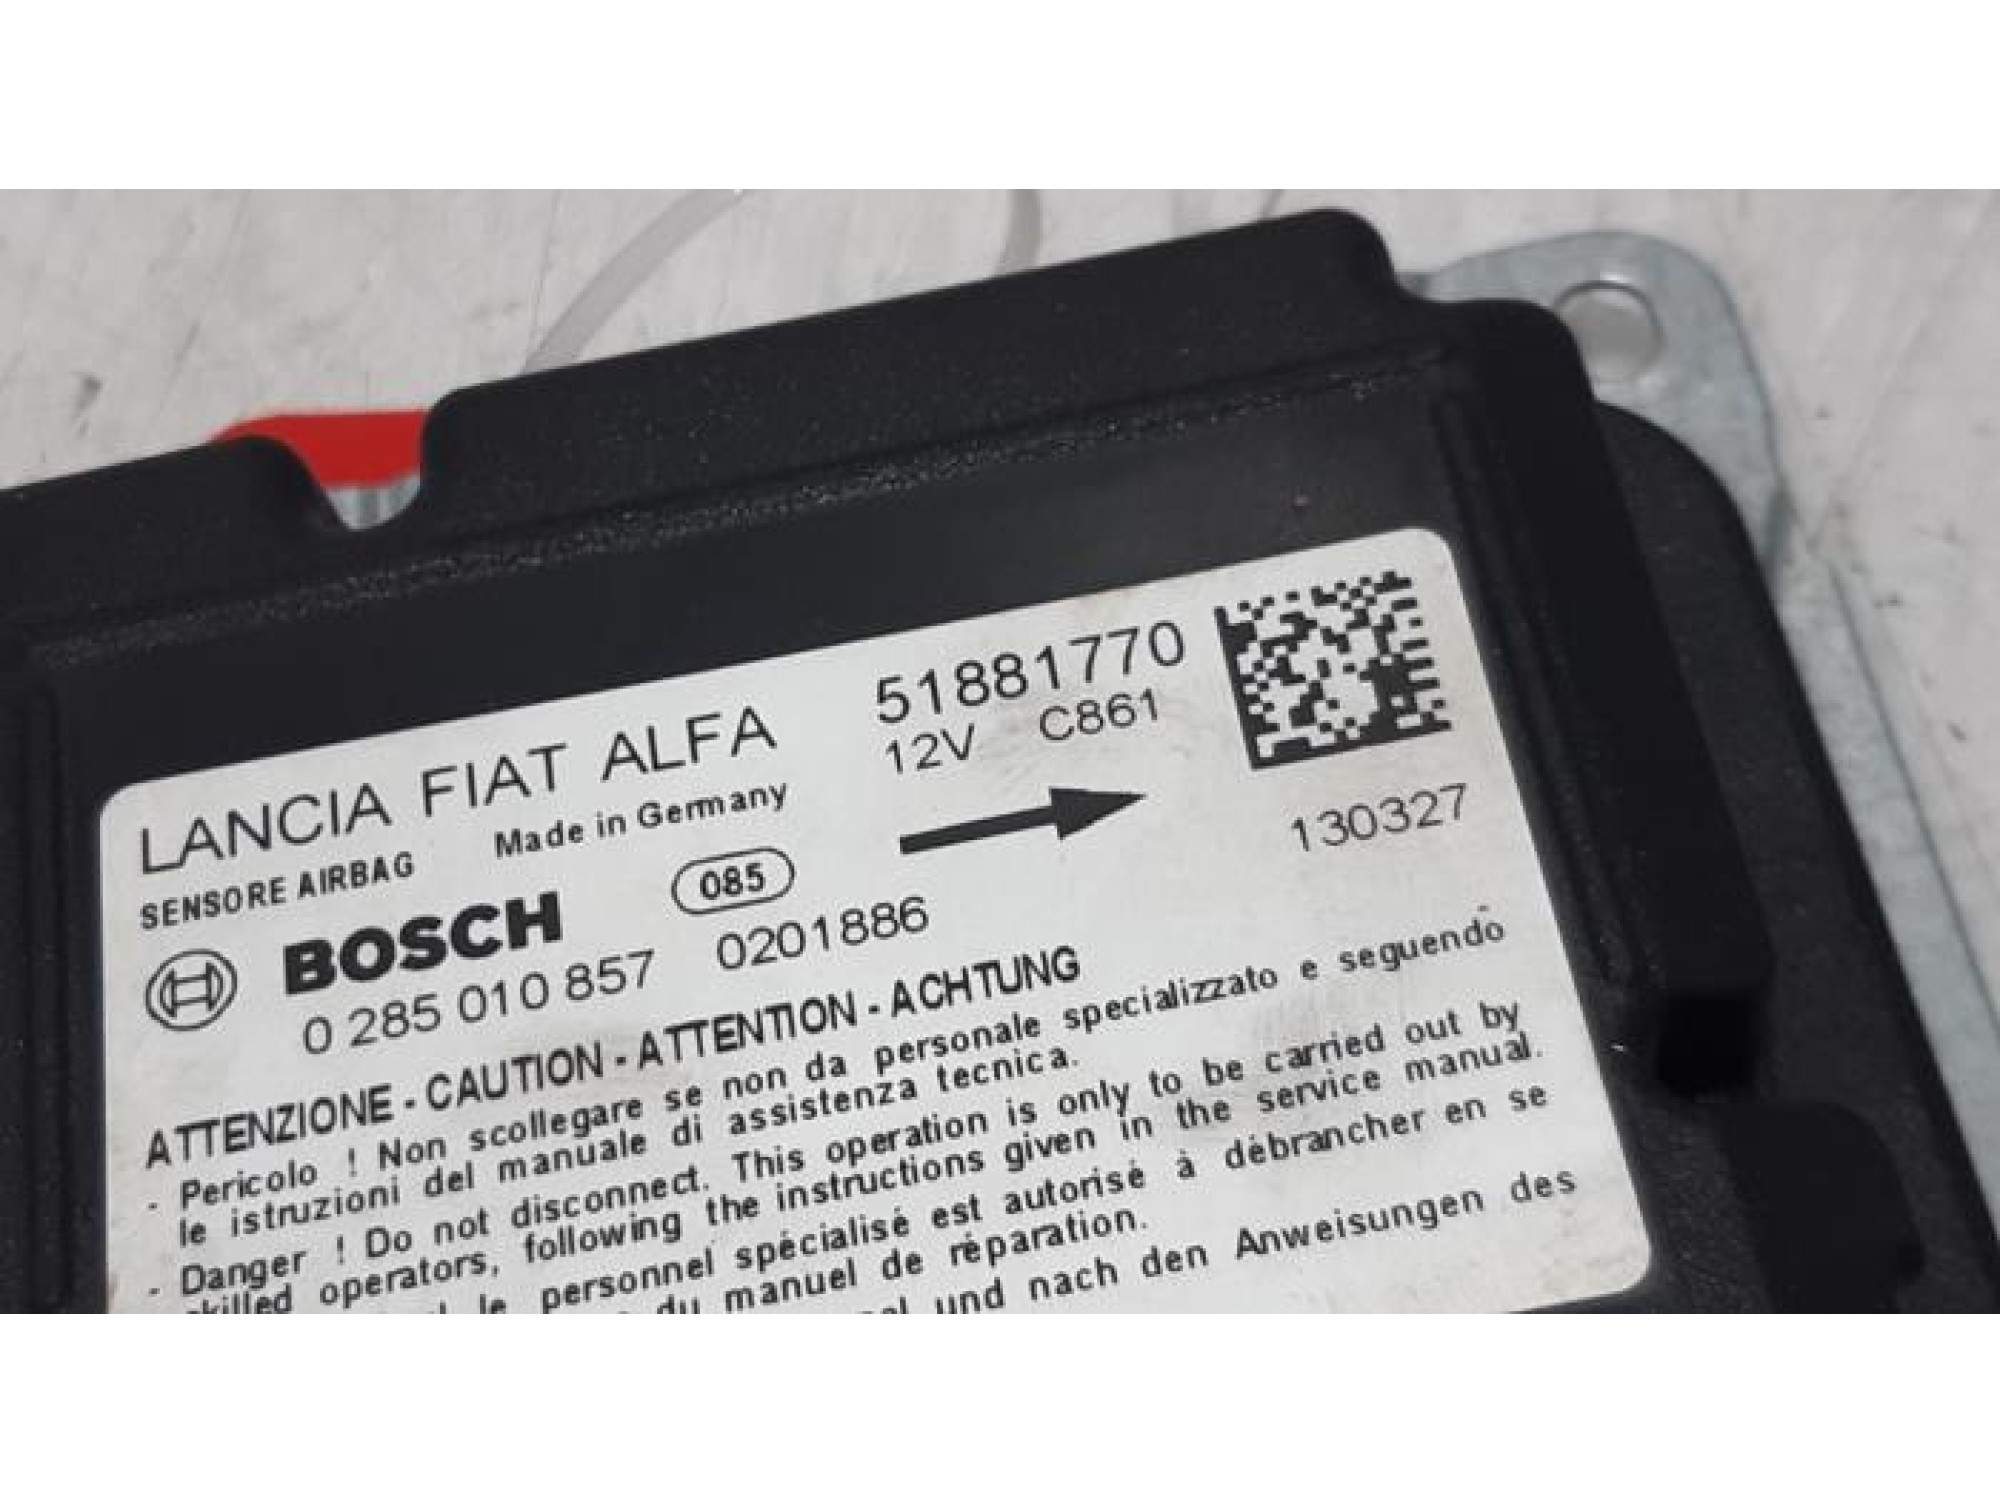 51881770
LANCIA FIAT ALFA
12V C861
SENSORE AIRBAG Made in Germany
130327
BOSCH 085
0 285 010 857 0201886
ATTENZIONE - CAUTION - ATTENTION - ACHTUNG
- Pericolo ! Non scollegare se non da personale specializzato e seguendo
le istruzioni del manuale di assistenza tecnica.
- Danger ! Do not disconnect. This operation is only to be carried out by
skilled operators, following the instructions given in the service manual.
le personnel spécialisé est autorisé à débrancher en se
du manuel de réparation.
und nach den Anweisungen des